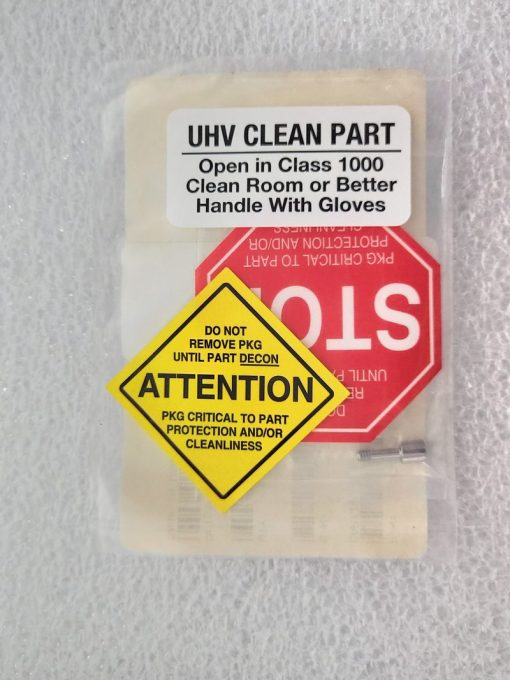 UHV CLEAN PART
Open in Class 1000
Clean Room or Better
Handle With Gloves
CLEANLINESS
PROTECTION AND/OR
PKG CRITICAL TO PART
STO
UNTIL
DO NOT
REMOVE PKG
UNTIL PART DECON
ATTENTION
PKG CRITICAL TO PART
PROTECTION AND/OR
CLEANLINESS